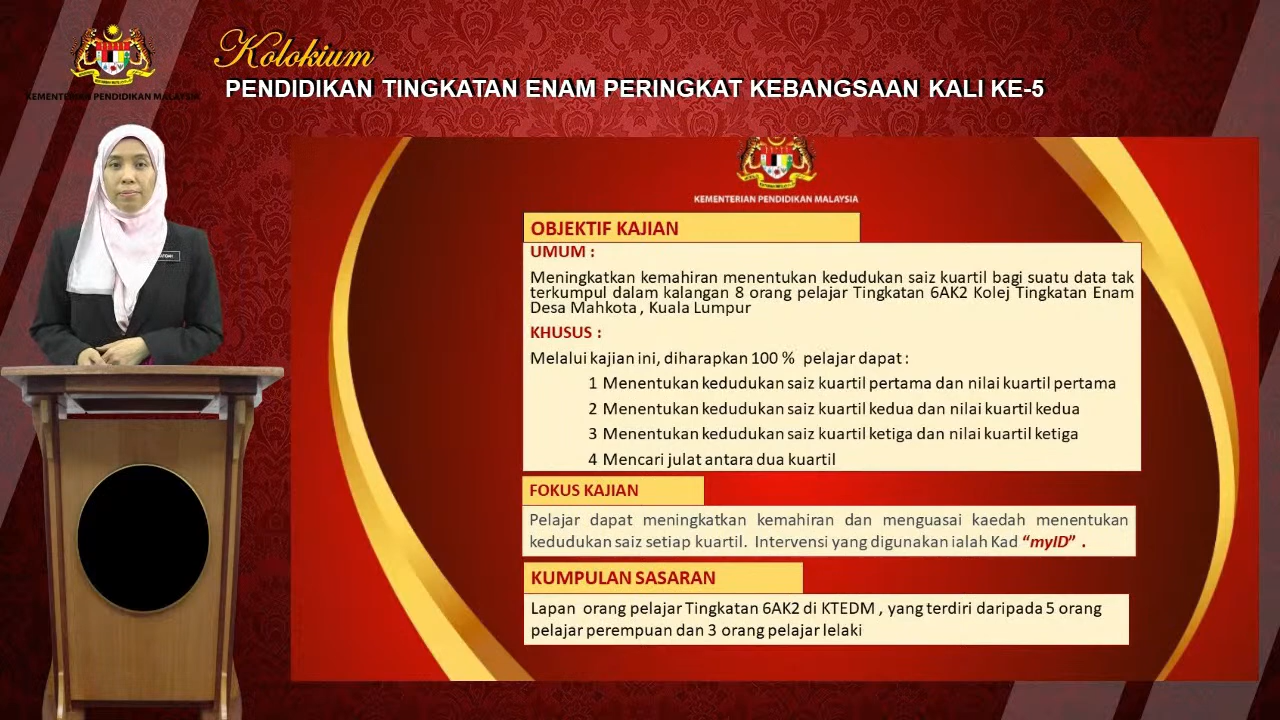 Kolokium
PENDIDIKAN TINGKATAN ENAM PERINGKAT KEBANGSAAN KALI KE-5
KEMENTERIAN PENDIDIKAN MALAYSIA
KEMENTERIAN PENDIDIKAN MALAYSIA
OBJEKTIF KAJIAN
UMUM :
Meningkatkan kemahiran menentukan kedudukan saiz kuartil bagi suatu data tak
terkumpul dalam kalangan 8 orang pelajar Tingkatan 6AK2 Kolej Tingkatan Enam
Desa Mahkota , Kuala Lumpur
KHUSUS :
Melalui kajian ini, diharapkan 100 % pelajar dapat :
1 Menentukan kedudukan saiz kuartil pertama dan nilai kuartil pertama
2 Menentukan kedudukan saiz kuartil kedua dan nilai kuartil kedua
3 Menentukan kedudukan saiz kuartil ketiga dan nilai kuartil ketiga
4 Mencari julat antara dua kuartil
FOKUS KAJIAN
Pelajar dapat meningkatkan kemahiran dan menguasai kaedah menentukan
kedudukan saiz setiap kuartil. Intervensi yang digunakan ialah Kad “myID” .
KUMPULAN SASARAN
Lapan orang pelajar Tingkatan 6AK2 di KTEDM , yang terdiri daripada 5 orang
pelajar perempuan dan 3 orang pelajar lelaki